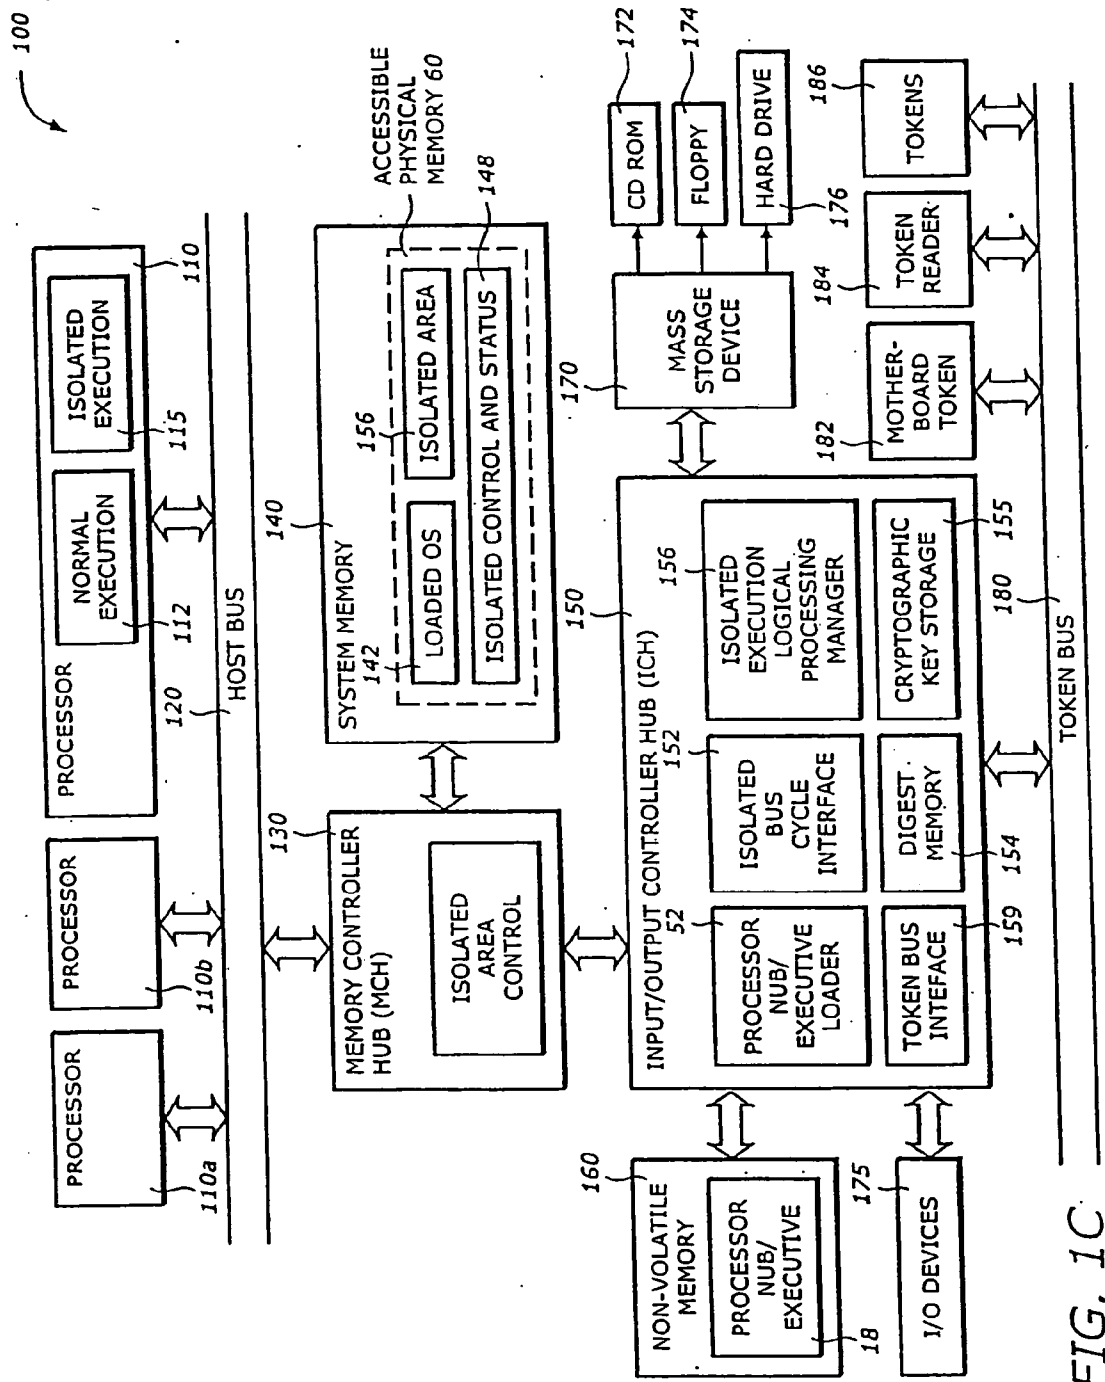 100
PROCESSOR
110a
PROCESSOR
110b
PROCESSOR
NORMAL
EXECUTION
112
ISOLATED
EXECUTION
115
110
120
HOST BUS
130
MEMORY CONTROLLER
HUB (MCH)
ISOLATED
AREA
CONTROL
140
SYSTEM MEMORY
142
LOADED OS
156
ISOLATED AREA
ISOLATED CONTROL AND STATUS
148
ACCESSIBLE
PHYSICAL
MEMORY 60
150
INPUT/OUTPUT CONTROLLER HUB (ICH)
52
PROCESSOR
NUB/
EXECUTIVE
LOADER
152
ISOLATED
BUS
CYCLE
INTERFACE
156
ISOLATED
EXECUTION
LOGICAL
PROCESSING
MANAGER
TOKEN BUS
INTEFACE
159
DIGEST
MEMORY
154
CRYPTOGRAPHIC
KEY STORAGE
155
170
MASS
STORAGE
DEVICE
CD ROM
172
FLOPPY
174
HARD DRIVE
176
160
NON-VOLATILE
MEMORY
PROCESSOR
NUB/
EXECUTIVE
18
175
I/O DEVICES
182
MOTHER-
BOARD
TOKEN
184
TOKEN
READER
186
TOKENS
180
TOKEN BUS
FIG. 1C